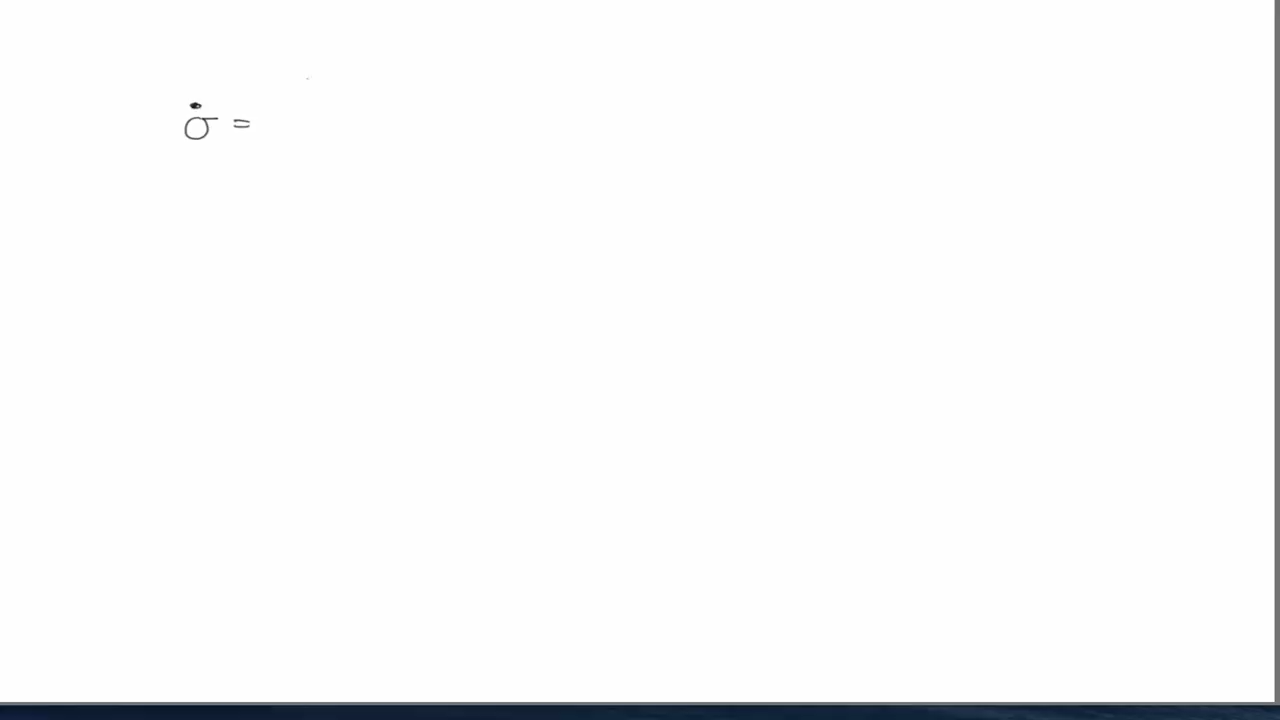 σ̇ =